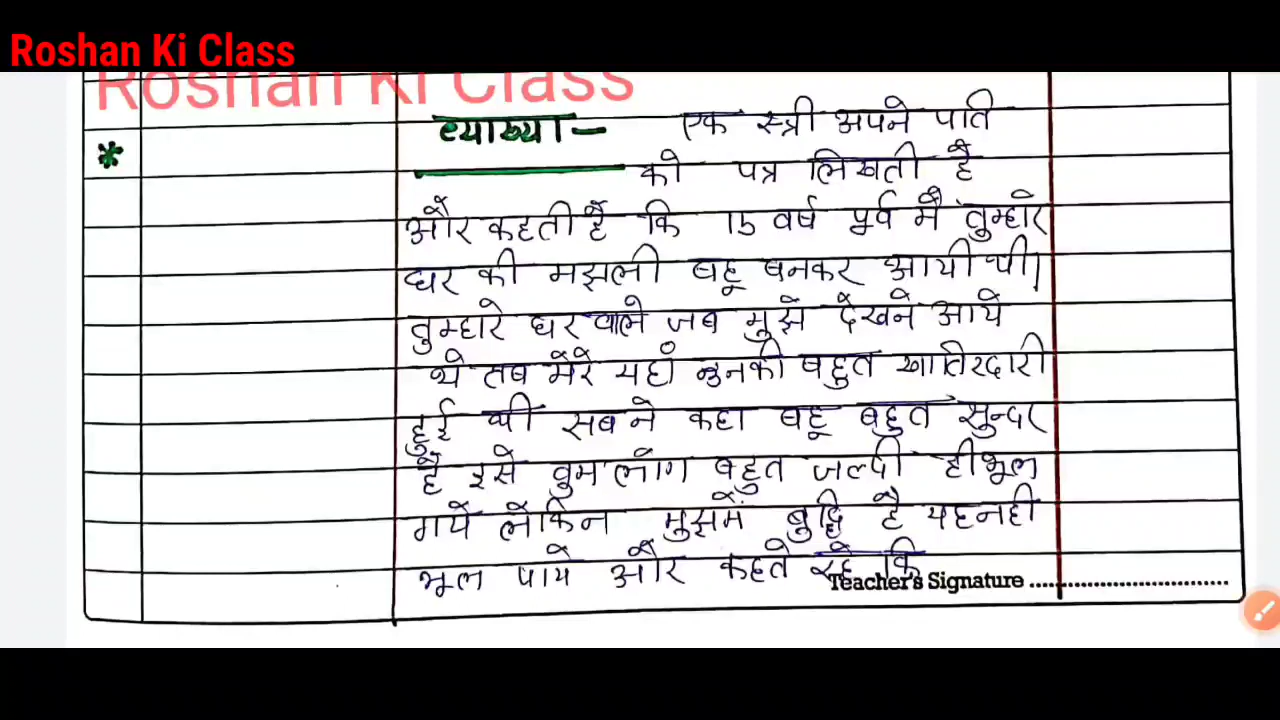 Roshan Ki Class
Roshan Ki Class
व्याख्या- एक स्त्री अपने पति
को पत्र लिखती है
और कहती है कि 15 वर्ष पूर्व मै तुम्हारे
घर की मझली बहू बनकर आयी थी।
तुम्हारे घर वाले जब मुझे देखने आये
थे तब मेरे यहाँ उनकी बहुत खातिरदारी
हुई थी सब ने कहा बहू बहुत सुन्दर
है इसे तुम लोग बहुत जल्दी ही भूल
गये लेकिन मुझमें बुद्धि है यह नही
भूल पाये और कहते रहे कि
Teacher's Signature